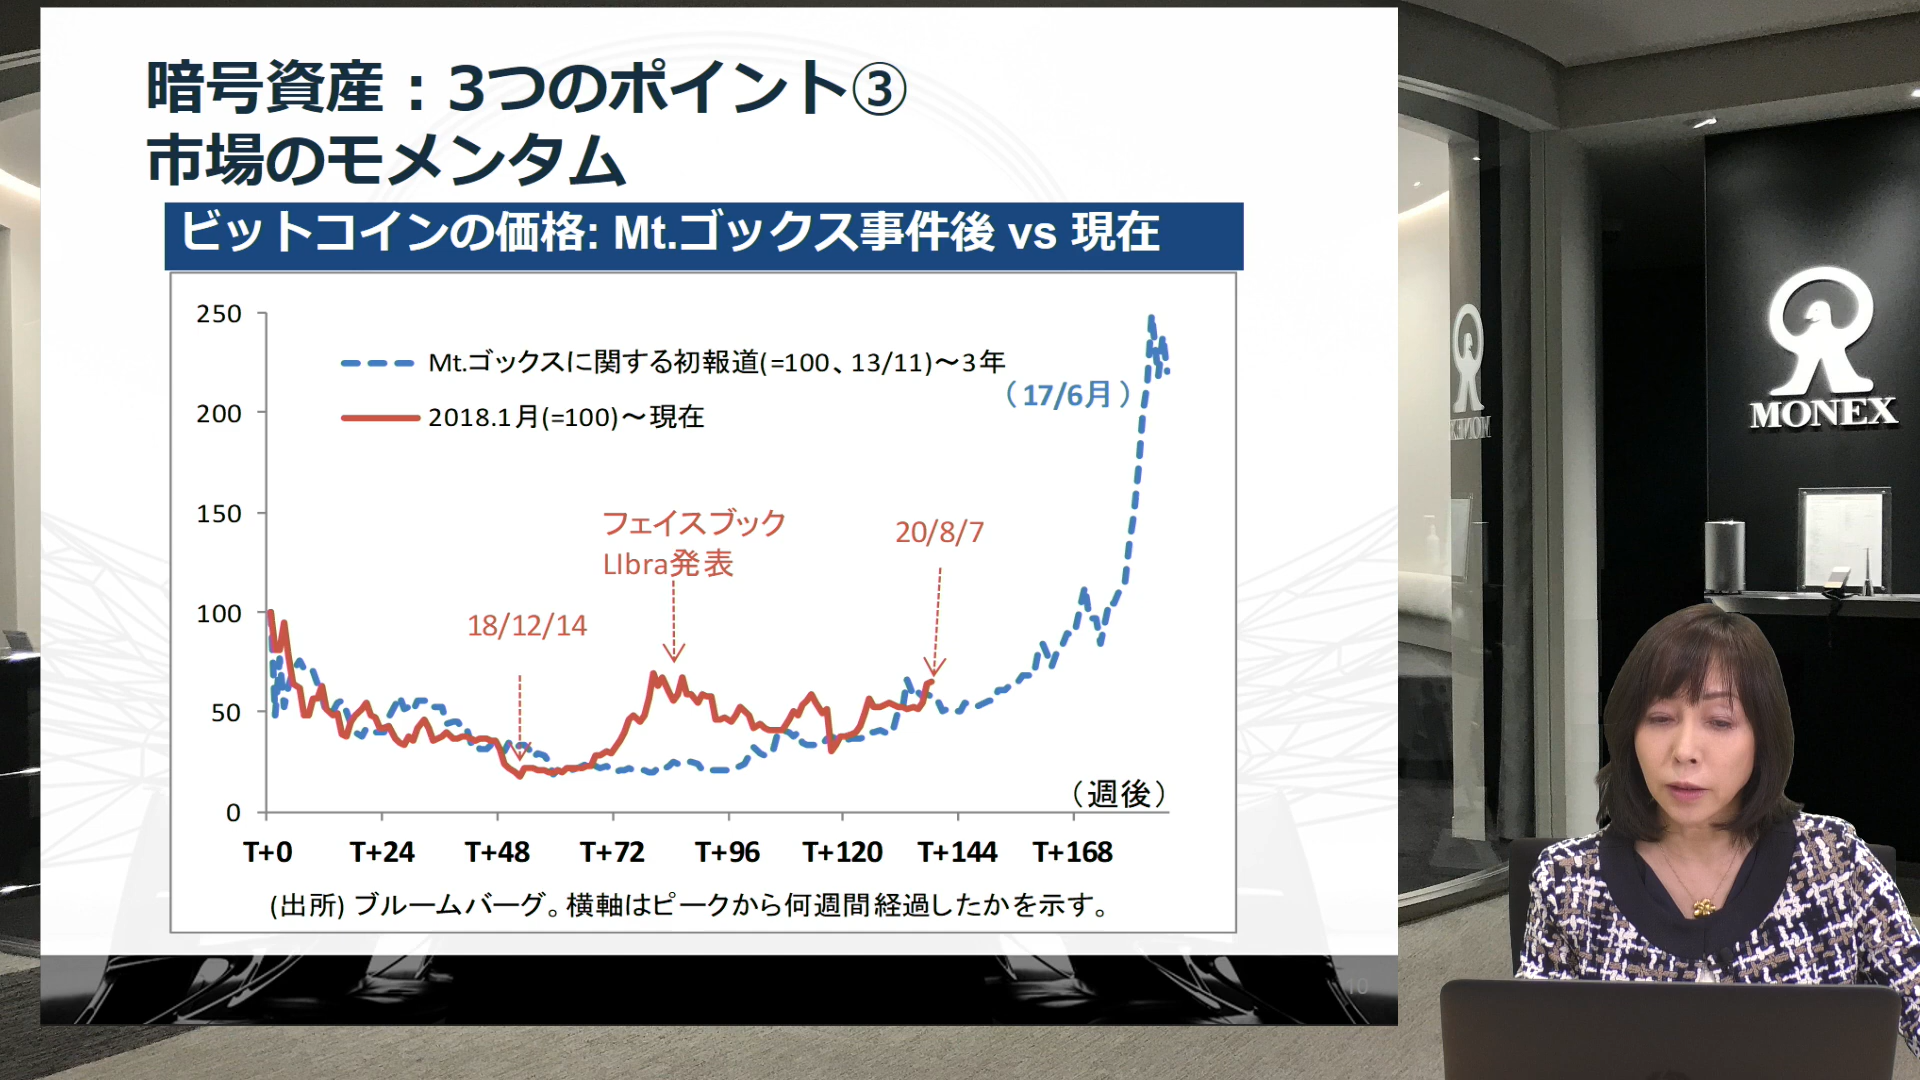 暗号資産：3つのポイント③
市場のモメンタム
ビットコインの価格: Mt.ゴックス事件後 vs 現在
250
200
150
100
50
0
Mt.ゴックスに関する初報道(=100、13/11)～3年
（17/6月）
2018.1月(=100)～現在
フェイスブック
LIbra発表
20/8/7
18/12/14
（週後）
T+0 T+24 T+48 T+72 T+96 T+120 T+144 T+168
(出所) ブルームバーグ。横軸はピークから何週間経過したかを示す。
10
MONEX
MONEX